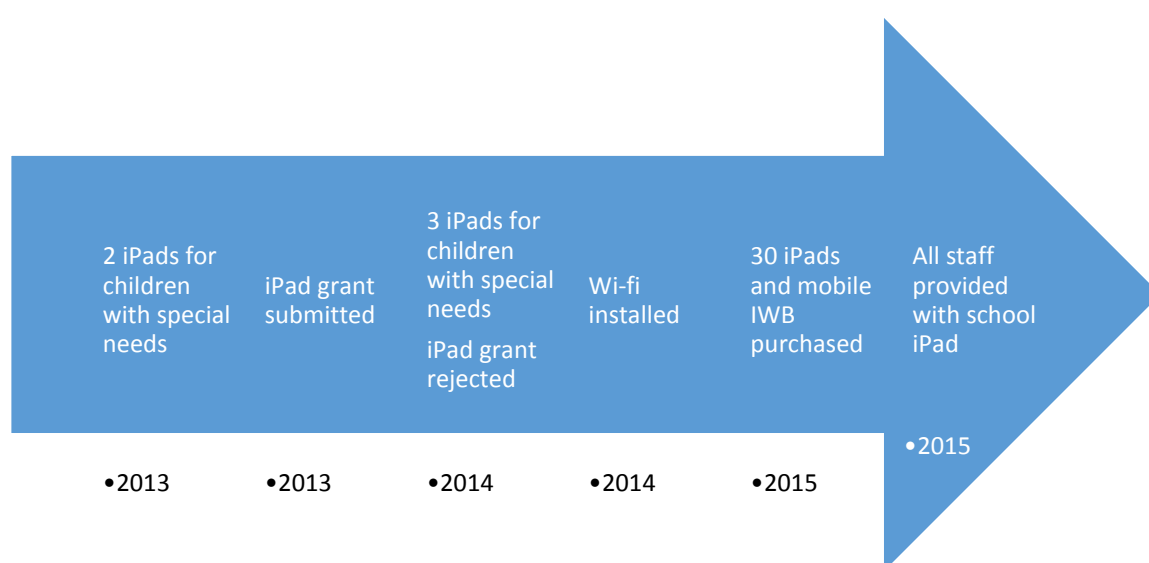 2 iPads for
children
with special
needs
iPad grant
submitted
3 iPads for
children
with special
needs
iPad grant
rejected
Wi-fi
installed
30 iPads
and mobile
IWB
purchased
All staff
provided
with school
iPad
•2013
•2013
•2014
•2014
•2015
•2015